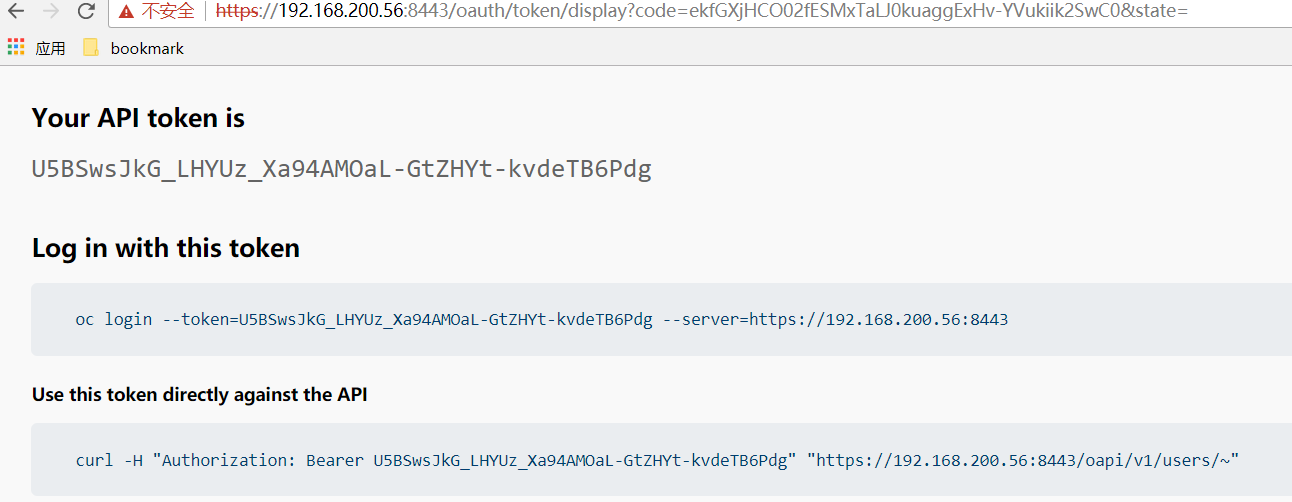 不安全 https://192.168.200.56:8443/oauth/token/display?code=ekfGXjHCO02fESMxTaLJ0kuaggExHv-YVukiik2SwC0&state=
应用 bookmark
Your API token is
U5BSwsJkG_LHYUz_Xa94AMOaL-GtZHYt-kvdeTB6Pdg
Log in with this token
oc login --token=U5BSwsJkG_LHYUz_Xa94AMOaL-GtZHYt-kvdeTB6Pdg --server=https://192.168.200.56:8443
Use this token directly against the API
curl -H "Authorization: Bearer U5BSwsJkG_LHYUz_Xa94AMOaL-GtZHYt-kvdeTB6Pdg" "https://192.168.200.56:8443/oapi/v1/users/~"